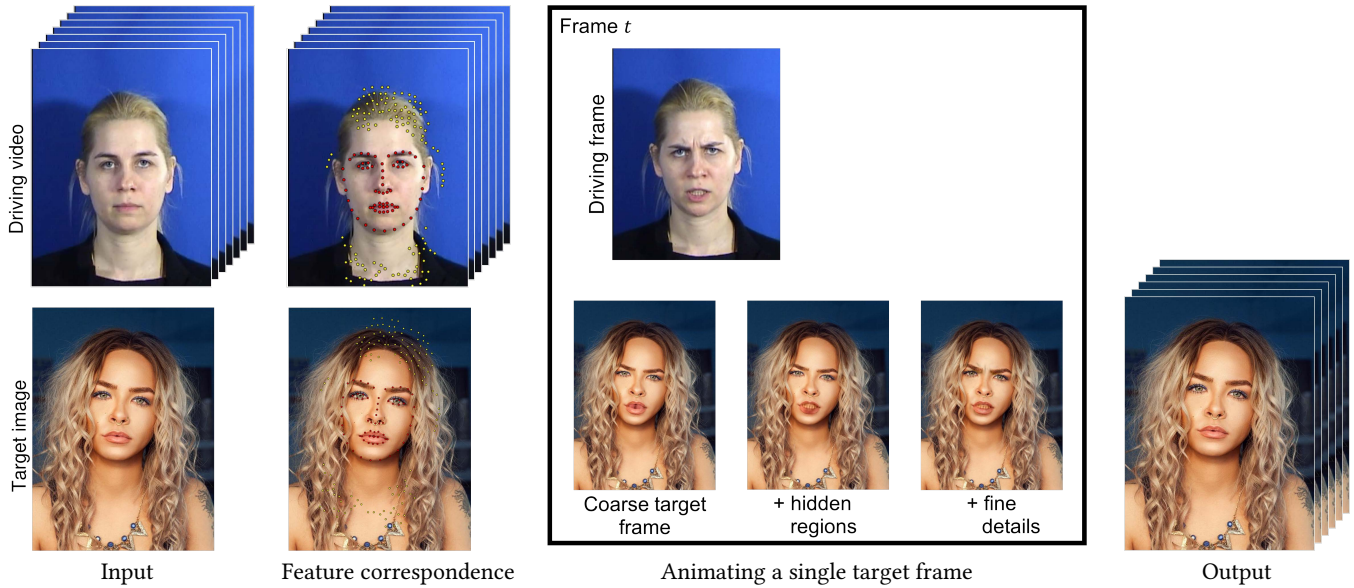 Driving video
Target image
Input
Feature correspondence
Frame t
Driving frame
Coarse target
frame
+ hidden
regions
+ fine
details
Animating a single target frame
Output